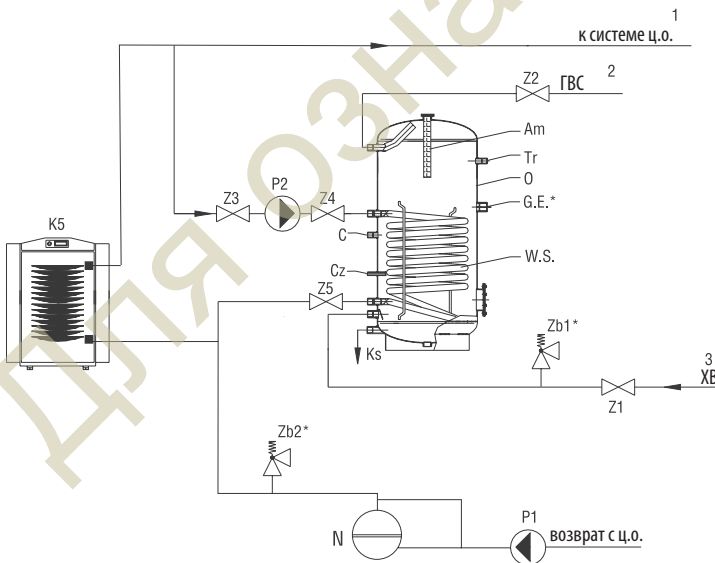 1
к системе ц.о.
2
Z2
ГВС
Am
Tr
O
P2
Z3
Z4
G.E.*
K5
C
W.S.
Cz
Z5
Zb1*
Ks
3
ХВ
Z1
Zb2*
P1
N
возврат с ц.о.
Для озна